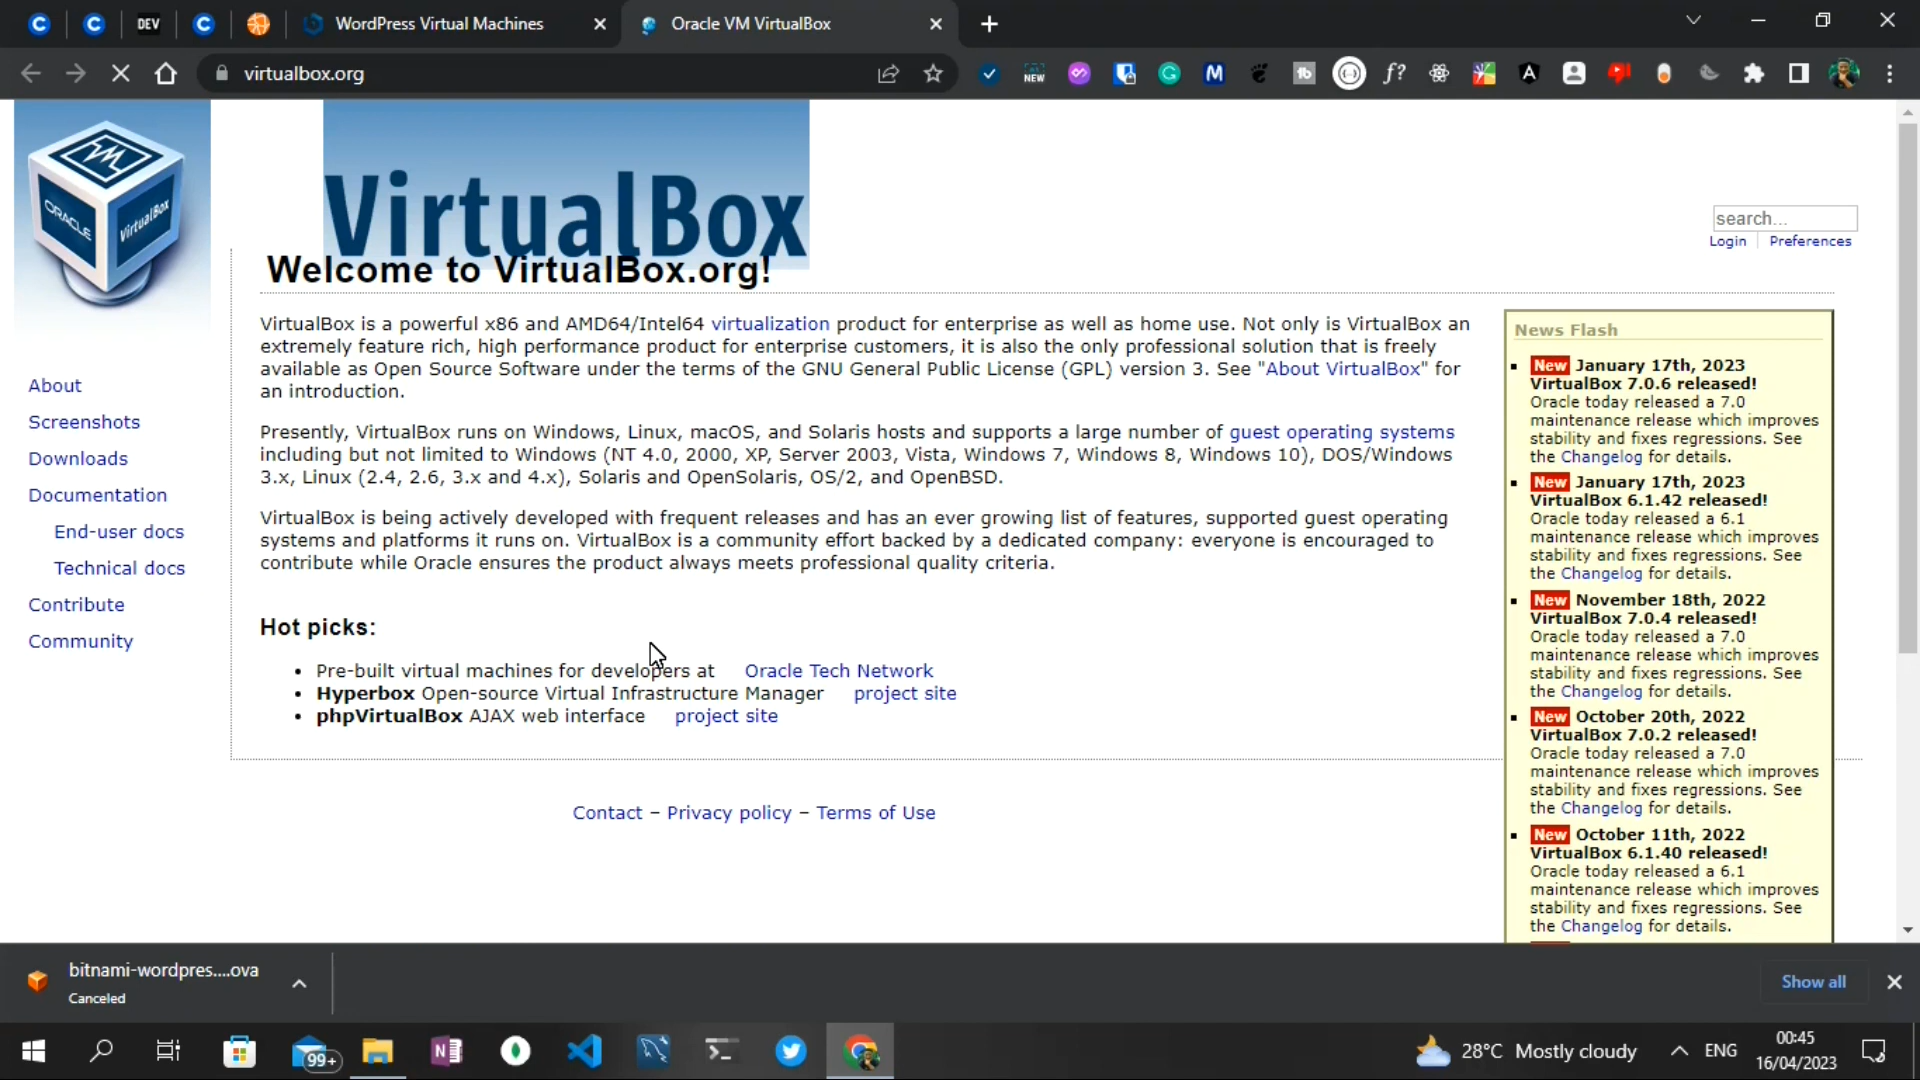 DEV
WordPress Virtual Machines
Oracle VM VirtualBox
virtualbox.org
NEW
G
M
tb
f?
A
ORACLE
VirtualBox
VirtualBox
search...
Login
Preferences
Welcome to VirtualBox.org!
VirtualBox is a powerful x86 and AMD64/Intel64 virtualization product for enterprise as well as home use. Not only is VirtualBox an
extremely feature rich, high performance product for enterprise customers, it is also the only professional solution that is freely
available as Open Source Software under the terms of the GNU General Public License (GPL) version 3. See "About VirtualBox" for
an introduction.
Presently, VirtualBox runs on Windows, Linux, macOS, and Solaris hosts and supports a large number of guest operating systems
including but not limited to Windows (NT 4.0, 2000, XP, Server 2003, Vista, Windows 7, Windows 8, Windows 10), DOS/Windows
3.x, Linux (2.4, 2.6, 3.x and 4.x), Solaris and OpenSolaris, OS/2, and OpenBSD.
VirtualBox is being actively developed with frequent releases and has an ever growing list of features, supported guest operating
systems and platforms it runs on. VirtualBox is a community effort backed by a dedicated company: everyone is encouraged to
contribute while Oracle ensures the product always meets professional quality criteria.
Hot picks:
Pre-built virtual machines for developers at Oracle Tech Network
Hyperbox Open-source Virtual Infrastructure Manager project site
phpVirtualBox AJAX web interface project site
About
Screenshots
Downloads
Documentation
End-user docs
Technical docs
Contribute
Community
News Flash
New January 17th, 2023
VirtualBox 7.0.6 released!
Oracle today released a 7.0
maintenance release which improves
stability and fixes regressions. See
the Changelog for details.
New January 17th, 2023
VirtualBox 6.1.42 released!
Oracle today released a 6.1
maintenance release which improves
stability and fixes regressions. See
the Changelog for details.
New November 18th, 2022
VirtualBox 7.0.4 released!
Oracle today released a 7.0
maintenance release which improves
stability and fixes regressions. See
the Changelog for details.
New October 20th, 2022
VirtualBox 7.0.2 released!
Oracle today released a 7.0
maintenance release which improves
stability and fixes regressions. See
the Changelog for details.
New October 11th, 2022
VirtualBox 6.1.40 released!
Oracle today released a 6.1
maintenance release which improves
stability and fixes regressions. See
the Changelog for details.
Contact – Privacy policy – Terms of Use
bitnami-wordpres....ova
Canceled
Show all
99+
N
28°C Mostly cloudy
ENG
00:45
16/04/2023